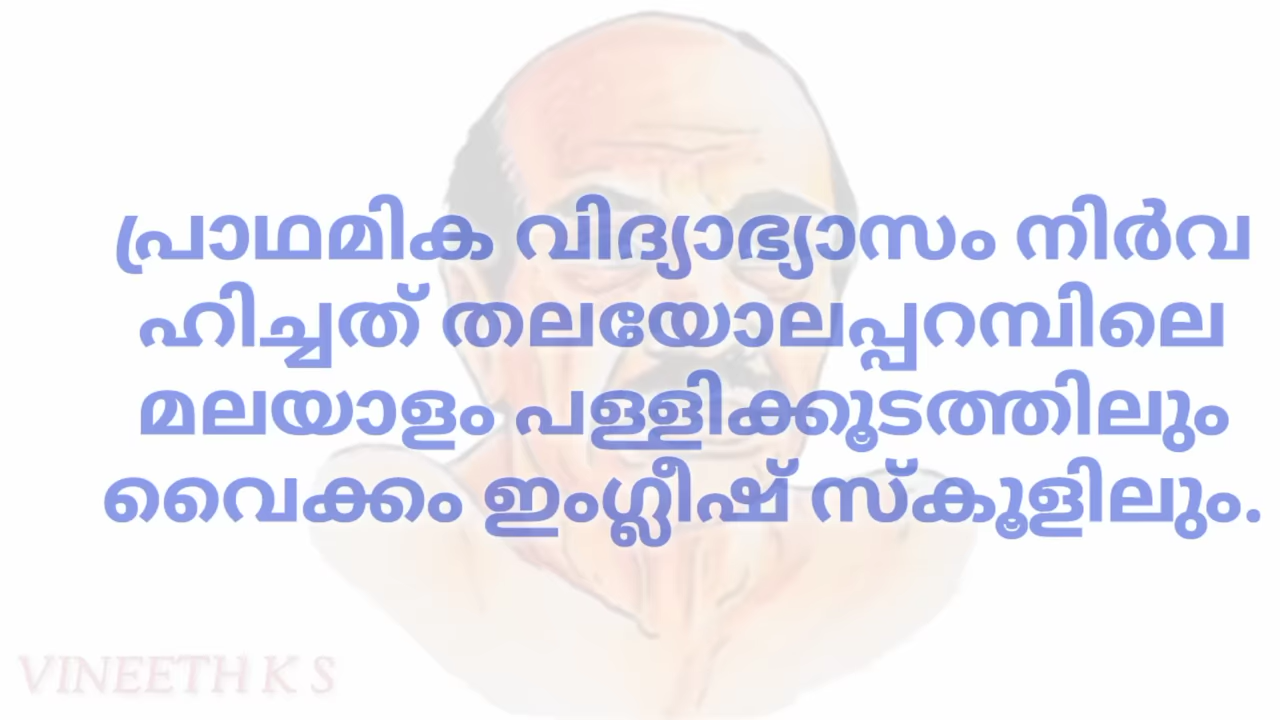 പ്രാഥമിക വിദ്യാഭ്യാസം നിർവ
ഹിച്ചത് തലയോലപ്പറമ്പിലെ
മലയാളം പള്ളിക്കൂടത്തിലും
വൈക്കം ഇംഗ്ലീഷ് സ്കൂളിലും.
VINEETH K S